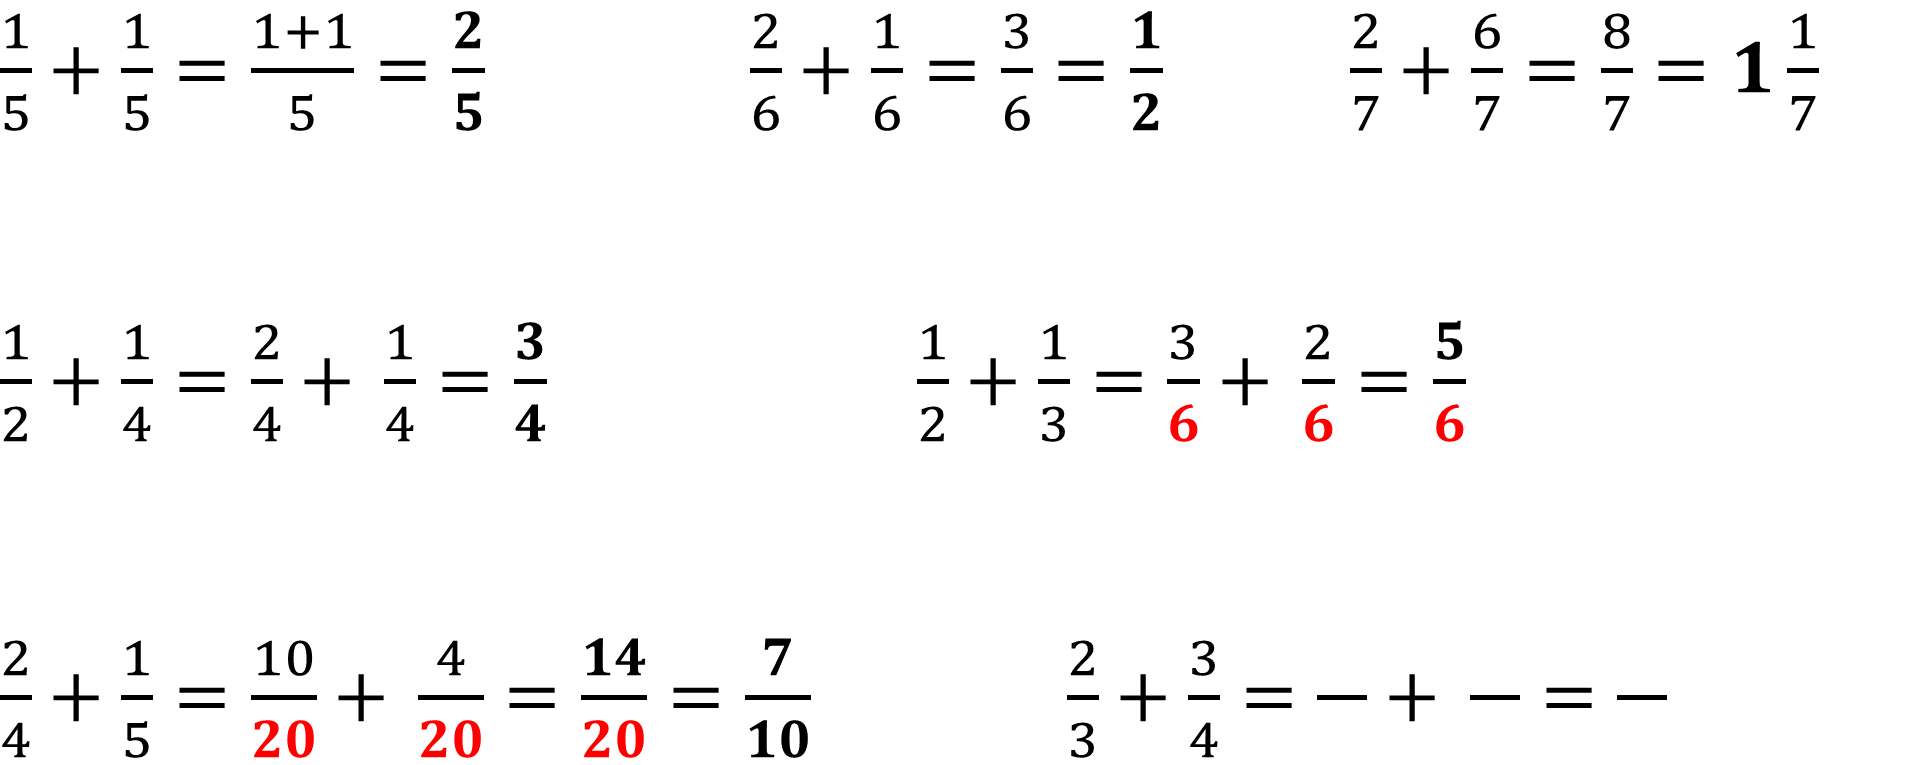 1/5 + 1/5 = 1+1/5 = 2/5 2/6 + 1/6 = 3/6 = 1/2 2/7 + 6/7 = 8/7 = 1 1/7
1/2 + 1/4 = 2/4 + 1/4 = 3/4 1/2 + 1/3 = 3/6 + 2/6 = 5/6
2/4 + 1/5 = 10/20 + 4/20 = 14/20 = 7/10 2/3 + 3/4 = — + — = —